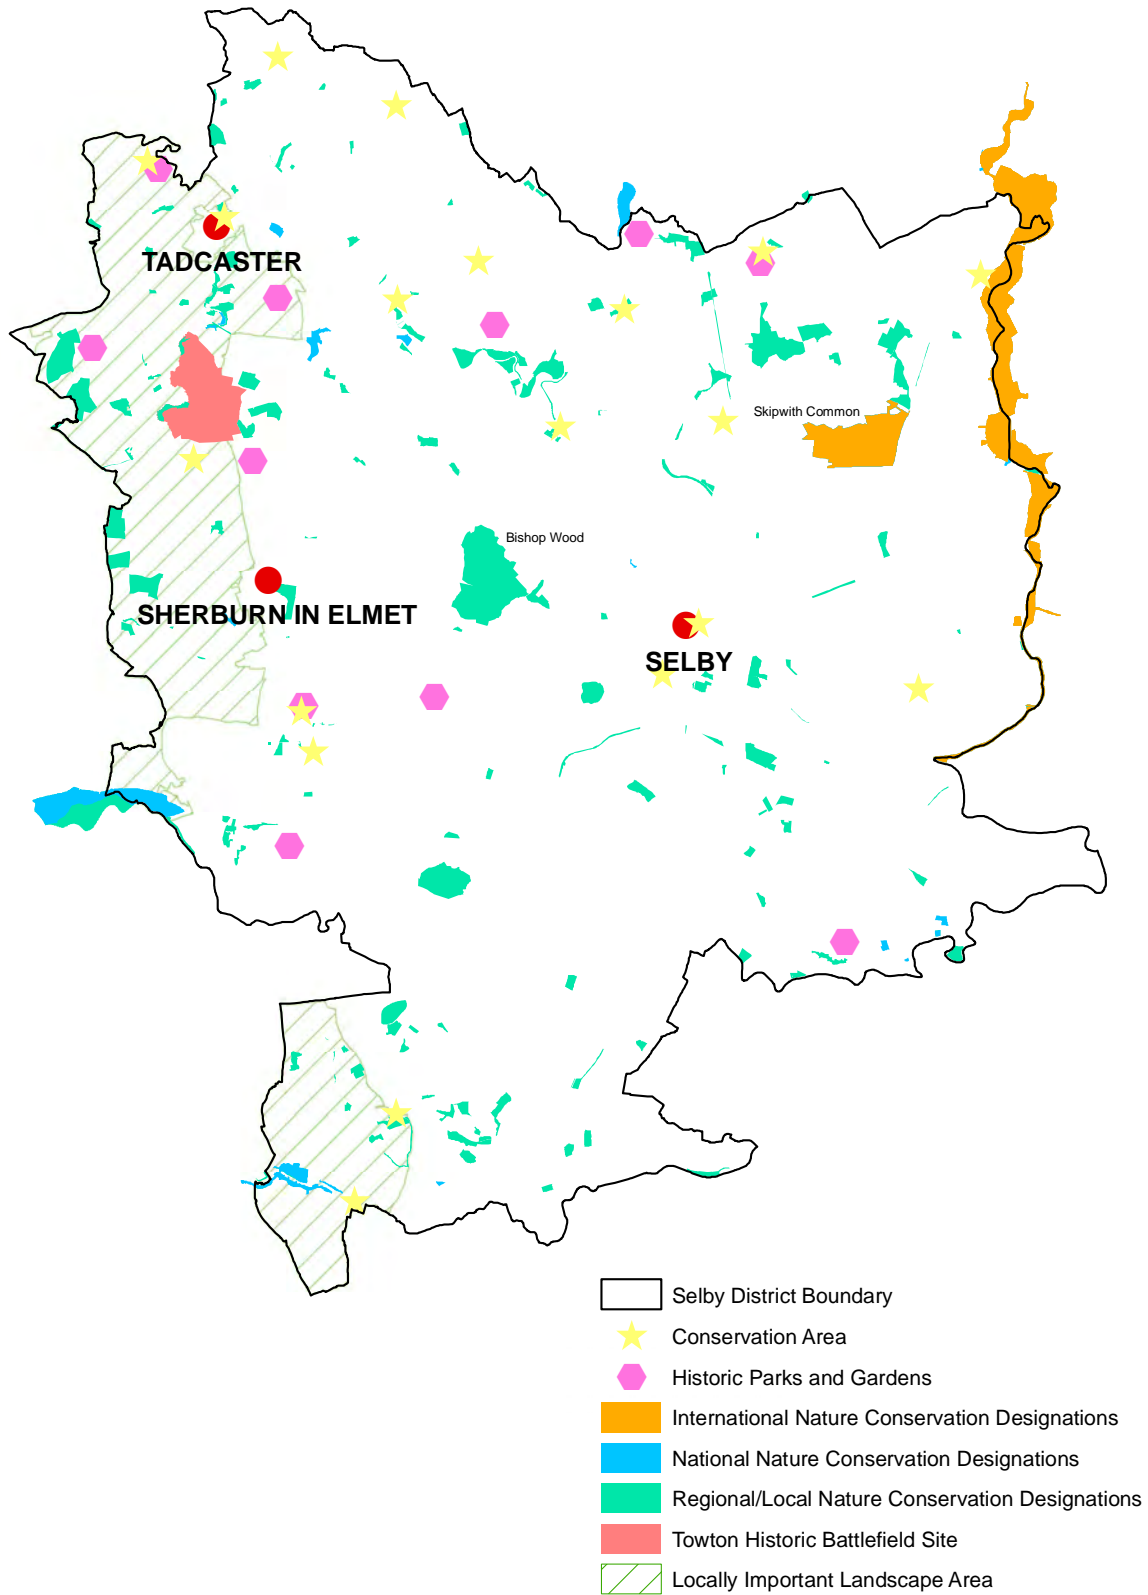 TADCASTER
Skipwith Common
Bishop Wood
SHERBURN IN ELMET
SELBY
Selby District Boundary
Conservation Area
Historic Parks and Gardens
International Nature Conservation Designations
National Nature Conservation Designations
Regional/Local Nature Conservation Designations
Towton Historic Battlefield Site
Locally Important Landscape Area